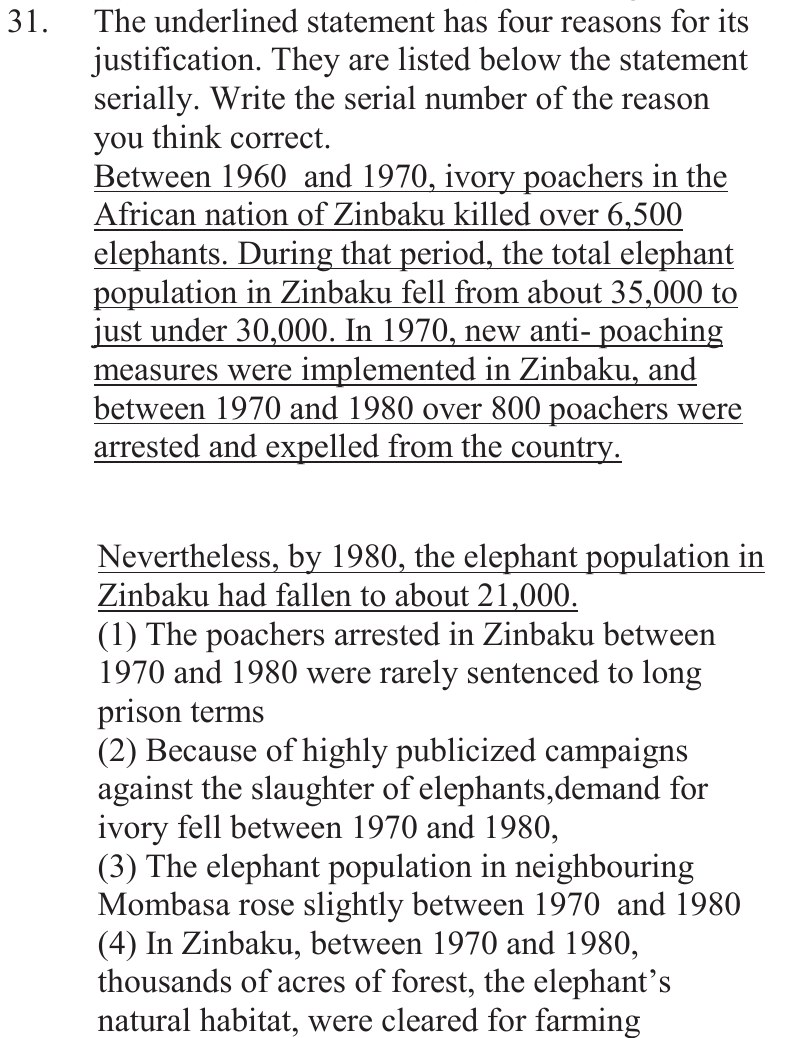 31. The underlined statement has four reasons for its
justification. They are listed below the statement
serially. Write the serial number of the reason
you think correct.
Between 1960 and 1970, ivory poachers in the
African nation of Zinbaku killed over 6,500
elephants. During that period, the total elephant
population in Zinbaku fell from about 35,000 to
just under 30,000. In 1970, new anti- poaching
measures were implemented in Zinbaku, and
between 1970 and 1980 over 800 poachers were
arrested and expelled from the country.
Nevertheless, by 1980, the elephant population in
Zinbaku had fallen to about 21,000.
(1) The poachers arrested in Zinbaku between
1970 and 1980 were rarely sentenced to long
prison terms
(2) Because of highly publicized campaigns
against the slaughter of elephants,demand for
ivory fell between 1970 and 1980,
(3) The elephant population in neighbouring
Mombasa rose slightly between 1970 and 1980
(4) In Zinbaku, between 1970 and 1980,
thousands of acres of forest, the elephant’s
natural habitat, were cleared for farming